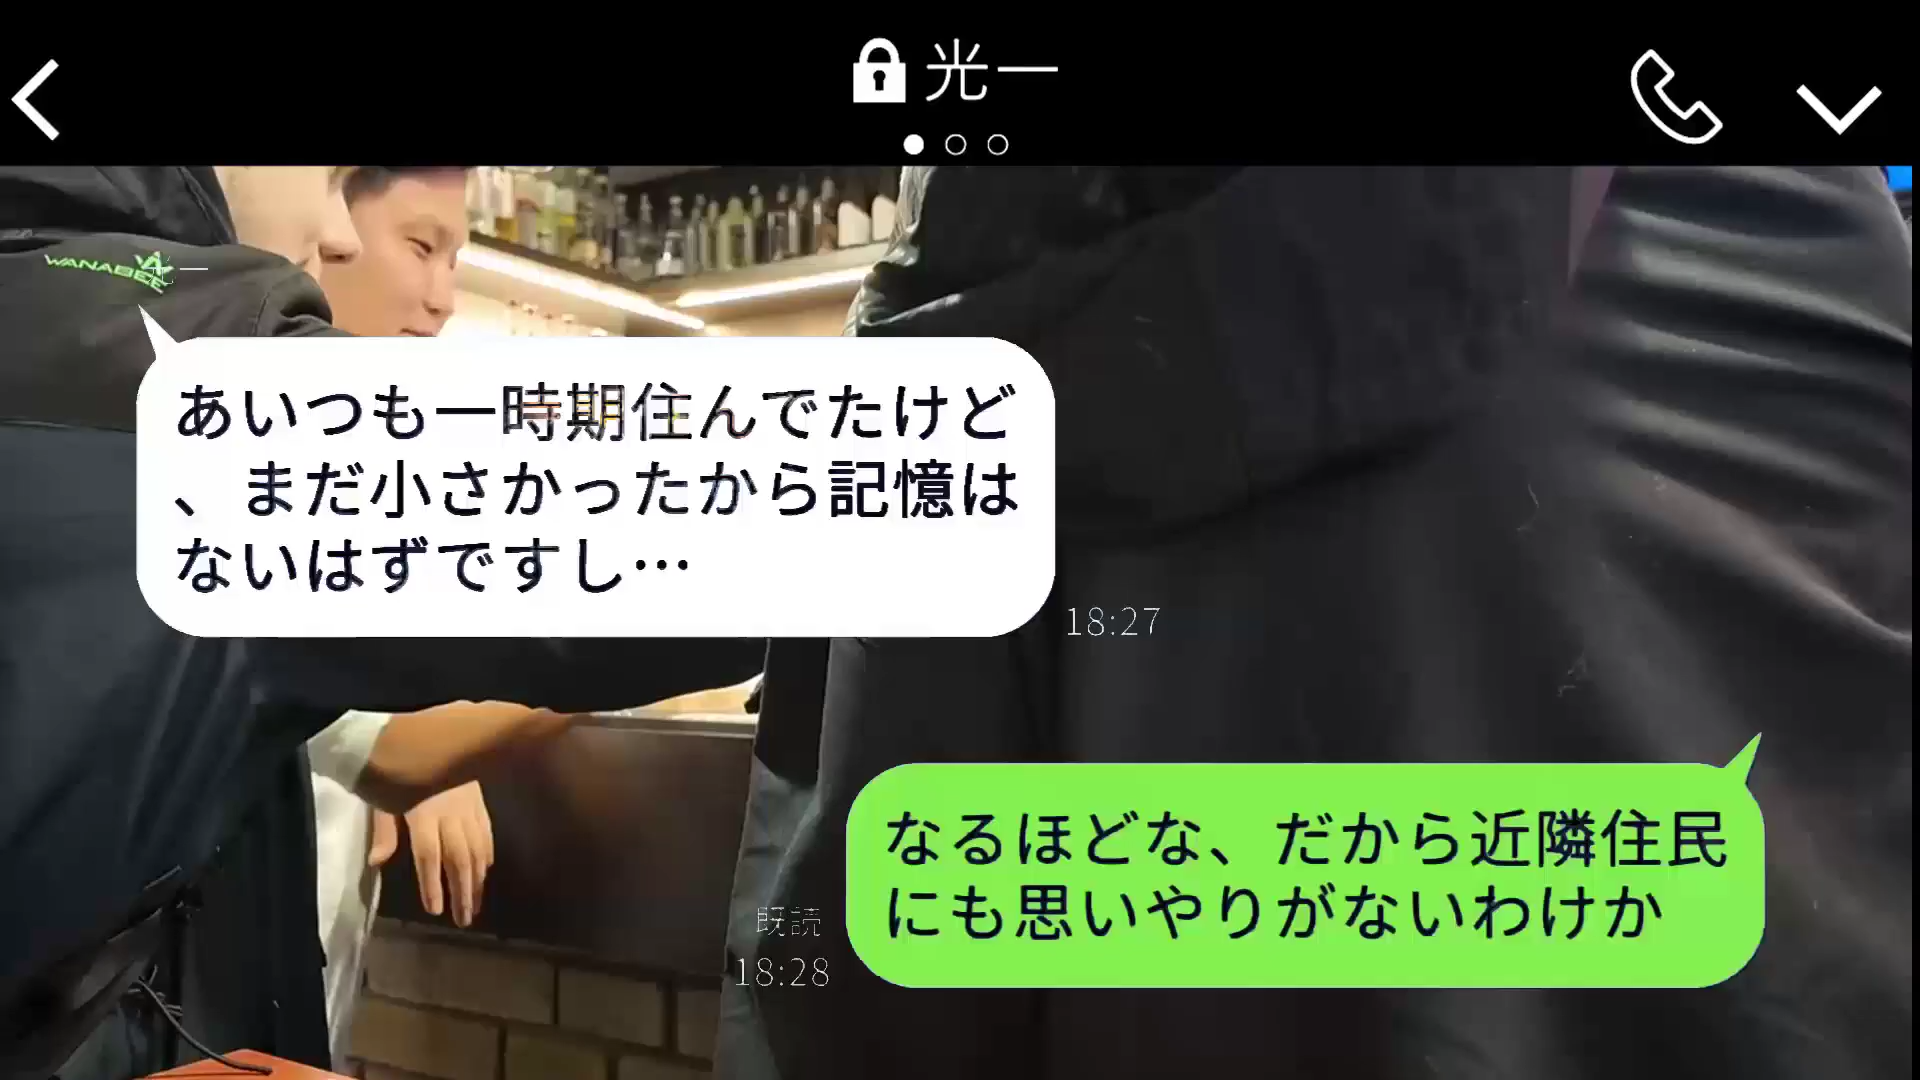 光一
WANABEE
あいつも一時期住んでたけど
、まだ小さかったから記憶は
ないはずですし…
18:27
なるほどな、だから近隣住民
にも思いやりがないわけか
既読
18:28